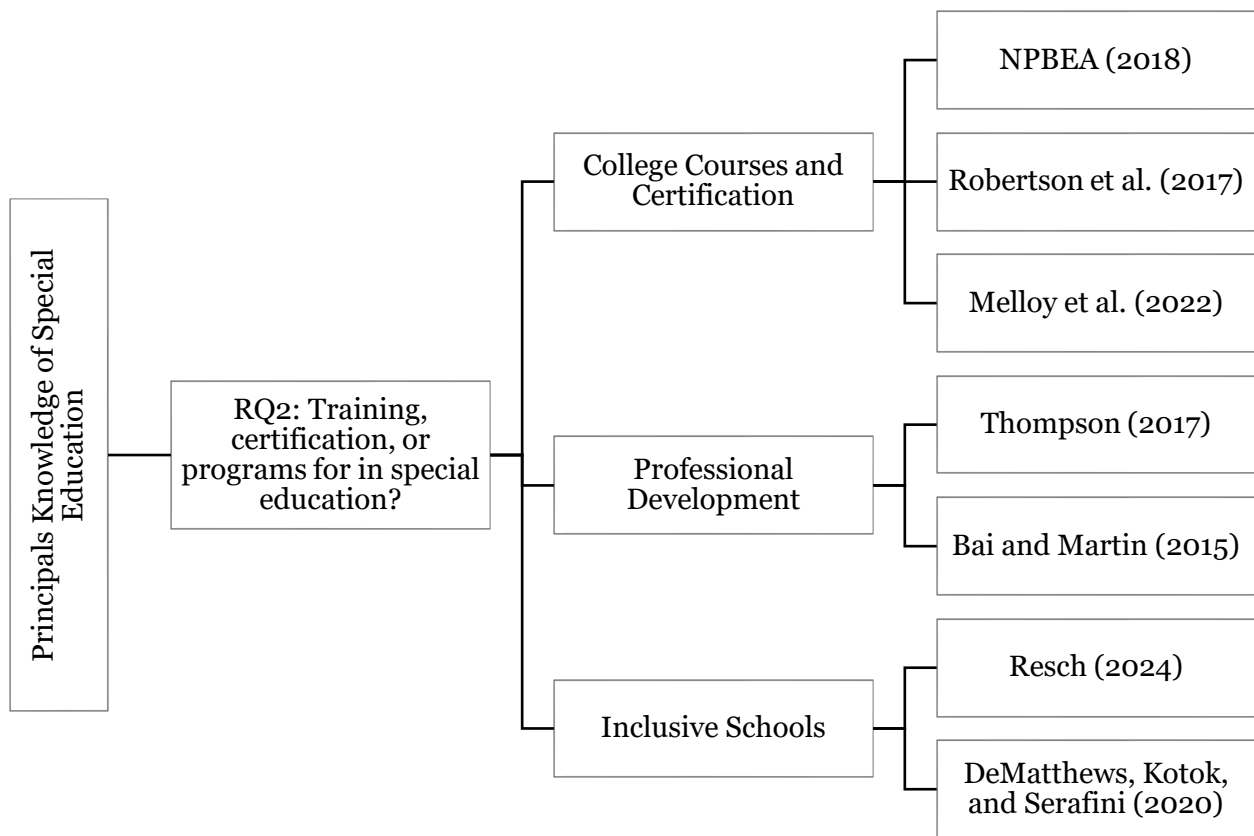 Principals Knowledge of Special
Education
RQ2: Training,
certification, or
programs for in special
education?
College Courses and
Certification
NPBEA (2018)
Robertson et al. (2017)
Melloy et al. (2022)
Professional
Development
Thompson (2017)
Bai and Martin (2015)
Inclusive Schools
Resch (2024)
DeMatthews, Kotok,
and Serafini (2020)